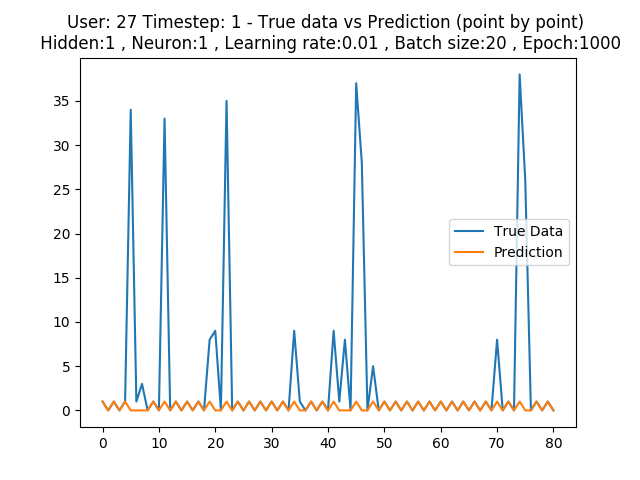 User: 27 Timestep: 1 - True data vs Prediction (point by point)
Hidden:1 , Neuron:1 , Learning rate:0.01 , Batch size:20 , Epoch:1000
35
30
25
20
15
10
5
0
True Data
Prediction
0 10 20 30 40 50 60 70 80